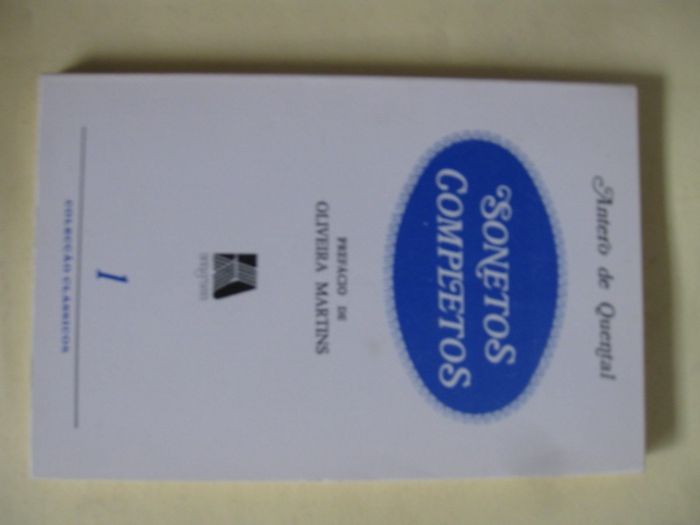 Antero de Quental
SONETOS
COMPLETOS
PREFÁCIO DE
OLIVEIRA MARTINS
1
COLECÇÃO CLÁSSICOS